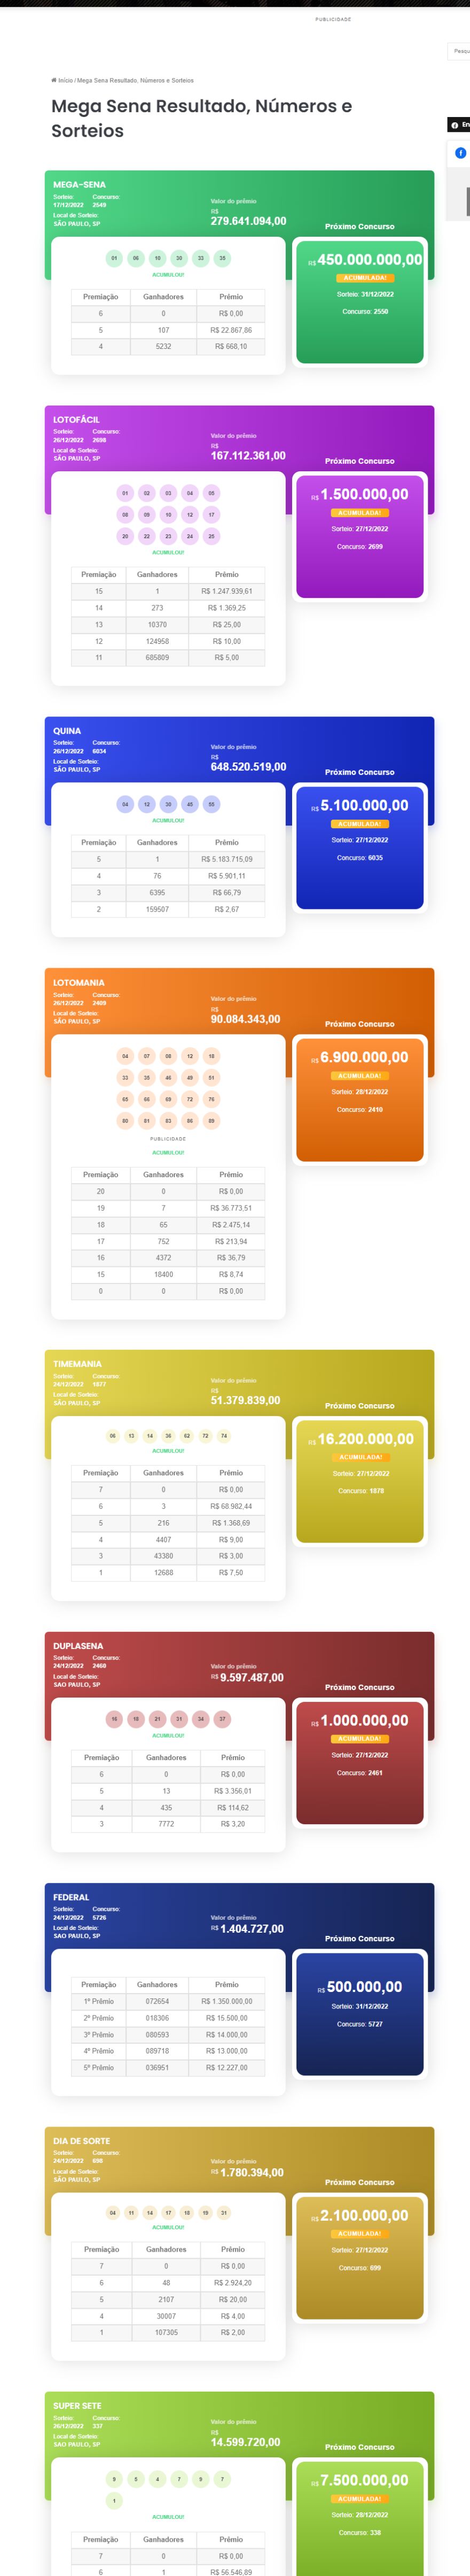 PUBLICIDADE
Pesqu
Início / Mega Sena Resultado, Números e Sorteios
Mega Sena Resultado, Números e
Sorteios
En
MEGA-SENA
Sorteio: Concurso:
17/12/2022 2549
Local de Sorteio
SÃO PAULO, SP
Valor do prêmio
R$
279.641.094,00
Próximo Concurso
01 06 10 30 33 35
ACUMULOU!
Premiação Ganhadores Prêmio
6 0 R$ 0,00
5 107 R$ 22.867,86
4 5232 R$ 668,10
R$ 450.000.000,00
ACUMULADA!
Sorteio: 31/12/2022
Concurso: 2550
LOTOFÁCIL
Sorteio: Concurso:
26/12/2022 2698
Local de Sorteio:
SÃO PAULO, SP
Valor do prêmio
R$
167.112.361,00
Próximo Concurso
01 02 03 04 05
08 09 10 12 17
20 22 23 24 25
ACUMULOU!
Premiação Ganhadores Prêmio
15 1 R$ 1.247.939,61
14 273 R$ 1.369,25
13 10370 R$ 25,00
12 124958 R$ 10,00
11 685809 R$ 5,00
R$ 1.500.000,00
ACUMULADA!
Sorteio: 27/12/2022
Concurso: 2699
QUINA
Sorteio: Concurso:
26/12/2022 6034
Local de Sorteio:
SÃO PAULO, SP
Valor do prêmio
R$
648.520.519,00
Próximo Concurso
04 12 30 45 55
ACUMULOU!
Premiação Ganhadores Prêmio
5 1 R$ 5.183.715,09
4 76 R$ 5.901,11
3 6395 R$ 66,79
2 159507 R$ 2,67
R$ 5.100.000,00
ACUMULADA!
Sorteio: 27/12/2022
Concurso: 6035
LOTOMANIA
Sorteio: Concurso:
26/12/2022 2409
Local de Sorteio:
SÃO PAULO, SP
Valor do prêmio
R$
90.084.343,00
Próximo Concurso
04 07 08 12 18
33 35 46 49 51
65 66 69 72 76
80 81 83 86 89
PUBLICIDADE
ACUMULOU!
Premiação Ganhadores Prêmio
20 0 R$ 0,00
19 7 R$ 36.773,51
18 65 R$ 2.475,14
17 752 R$ 213,94
16 4372 R$ 36,79
15 18400 R$ 8,74
0 0 R$ 0,00
R$ 6.900.000,00
ACUMULADA!
Sorteio: 28/12/2022
Concurso: 2410
TIMEMANIA
Sorteio: Concurso:
24/12/2022 1877
Local de Sorteio:
SÃO PAULO, SP
Valor do prêmio
R$
51.379.839,00
Próximo Concurso
06 13 14 36 62 72 74
ACUMULOU!
Premiação Ganhadores Prêmio
7 0 R$ 0,00
6 3 R$ 68.982,44
5 216 R$ 1.368,69
4 4407 R$ 9,00
3 43380 R$ 3,00
1 12688 R$ 7,50
R$ 16.200.000,00
ACUMULADA!
Sorteio: 27/12/2022
Concurso: 1878
DUPLASENA
Sorteio: Concurso:
24/12/2022 2460
Local de Sorteio:
SAO PAULO, SP
Valor do prêmio
R$ 9.597.487,00
Próximo Concurso
16 18 21 31 34 37
ACUMULOU!
Premiação Ganhadores Prêmio
6 0 R$ 0,00
5 13 R$ 3.356,01
4 435 R$ 114,62
3 7772 R$ 3,20
R$ 1.000.000,00
ACUMULADA!
Sorteio: 27/12/2022
Concurso: 2461
FEDERAL
Sorteio: Concurso:
24/12/2022 5726
Local de Sorteio:
SAO PAULO, SP
Valor do prêmio
R$ 1.404.727,00
Próximo Concurso
Premiação Ganhadores Prêmio
1º Prêmio 072654 R$ 1.350.000,00
2º Prêmio 018306 R$ 15.500,00
3º Prêmio 080593 R$ 14.000,00
4º Prêmio 089718 R$ 13.000,00
5º Prêmio 036951 R$ 12.227,00
R$ 500.000,00
Sorteio: 31/12/2022
Concurso: 5727
DIA DE SORTE
Sorteio: Concurso:
24/12/2022 698
Local de Sorteio:
SÃO PAULO, SP
Valor do prêmio
R$ 1.780.394,00
Próximo Concurso
04 11 14 17 18 19 31
ACUMULOU!
Premiação Ganhadores Prêmio
7 0 R$ 0,00
6 48 R$ 2.924,20
5 2107 R$ 20,00
4 30007 R$ 4,00
1 107305 R$ 2,00
R$ 2.100.000,00
ACUMULADA!
Sorteio: 27/12/2022
Concurso: 699
SUPER SETE
Sorteio: Concurso:
26/12/2022 337
Local de Sorteio
SAO PAULO, SP
Valor do prêmio
R$
14.599.720,00
Próximo Concurso
5 4 7 9 7
1
ACUMULOU!
Premiação Ganhadores Prêmio
7 0 R$ 0,00
6 1 R$ 56.546,89
R$ 7.500.000,00
ACUMULADA!
Sorteio: 28/12/2022
Concurso: 338